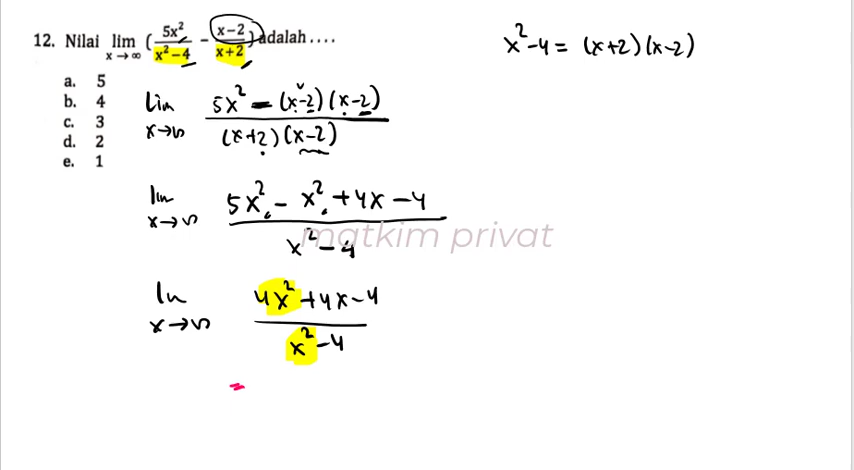 12. Nilai lim x→∞ (5x²/x²−4 − x−2/x+2) adalah ....
x²−4 = (x+2)(x−2)
a. 5
b. 4
c. 3
d. 2
e. 1
Lim x→∞ 5x² − (x−2)(x−2) / (x+2)(x−2)
lim x→∞ 5x² − x² + 4x − 4 / x² − 4
matkim privat
lim x→∞ 4x² + 4x − 4 / x² − 4
=